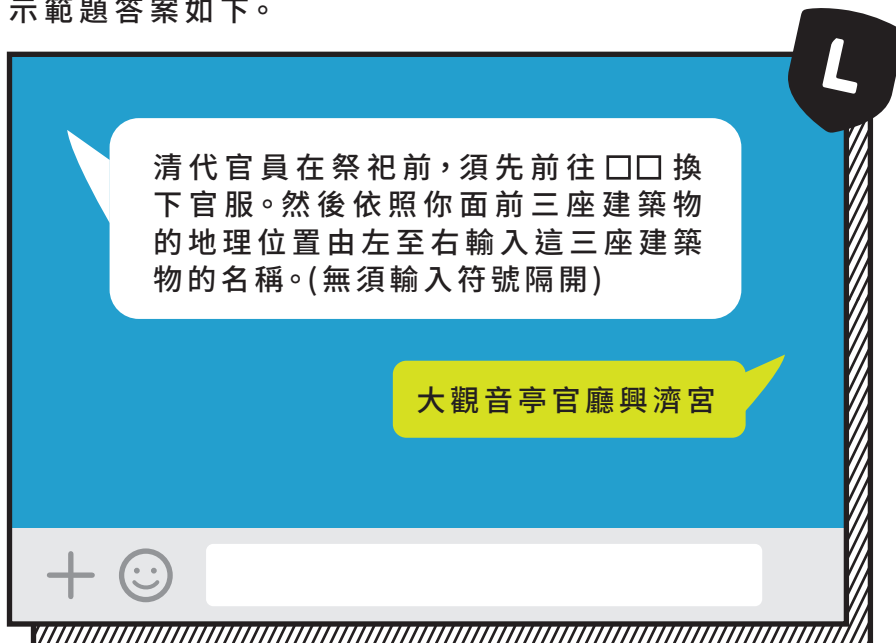 示範題答案如下。
L
清代官員在祭祀前,須先前往□□換
下官服。然後依照你面前三座建築物
的地理位置由左至右輸入這三座建築
物的名稱。(無須輸入符號隔開)
大觀音亭官廳興濟宮